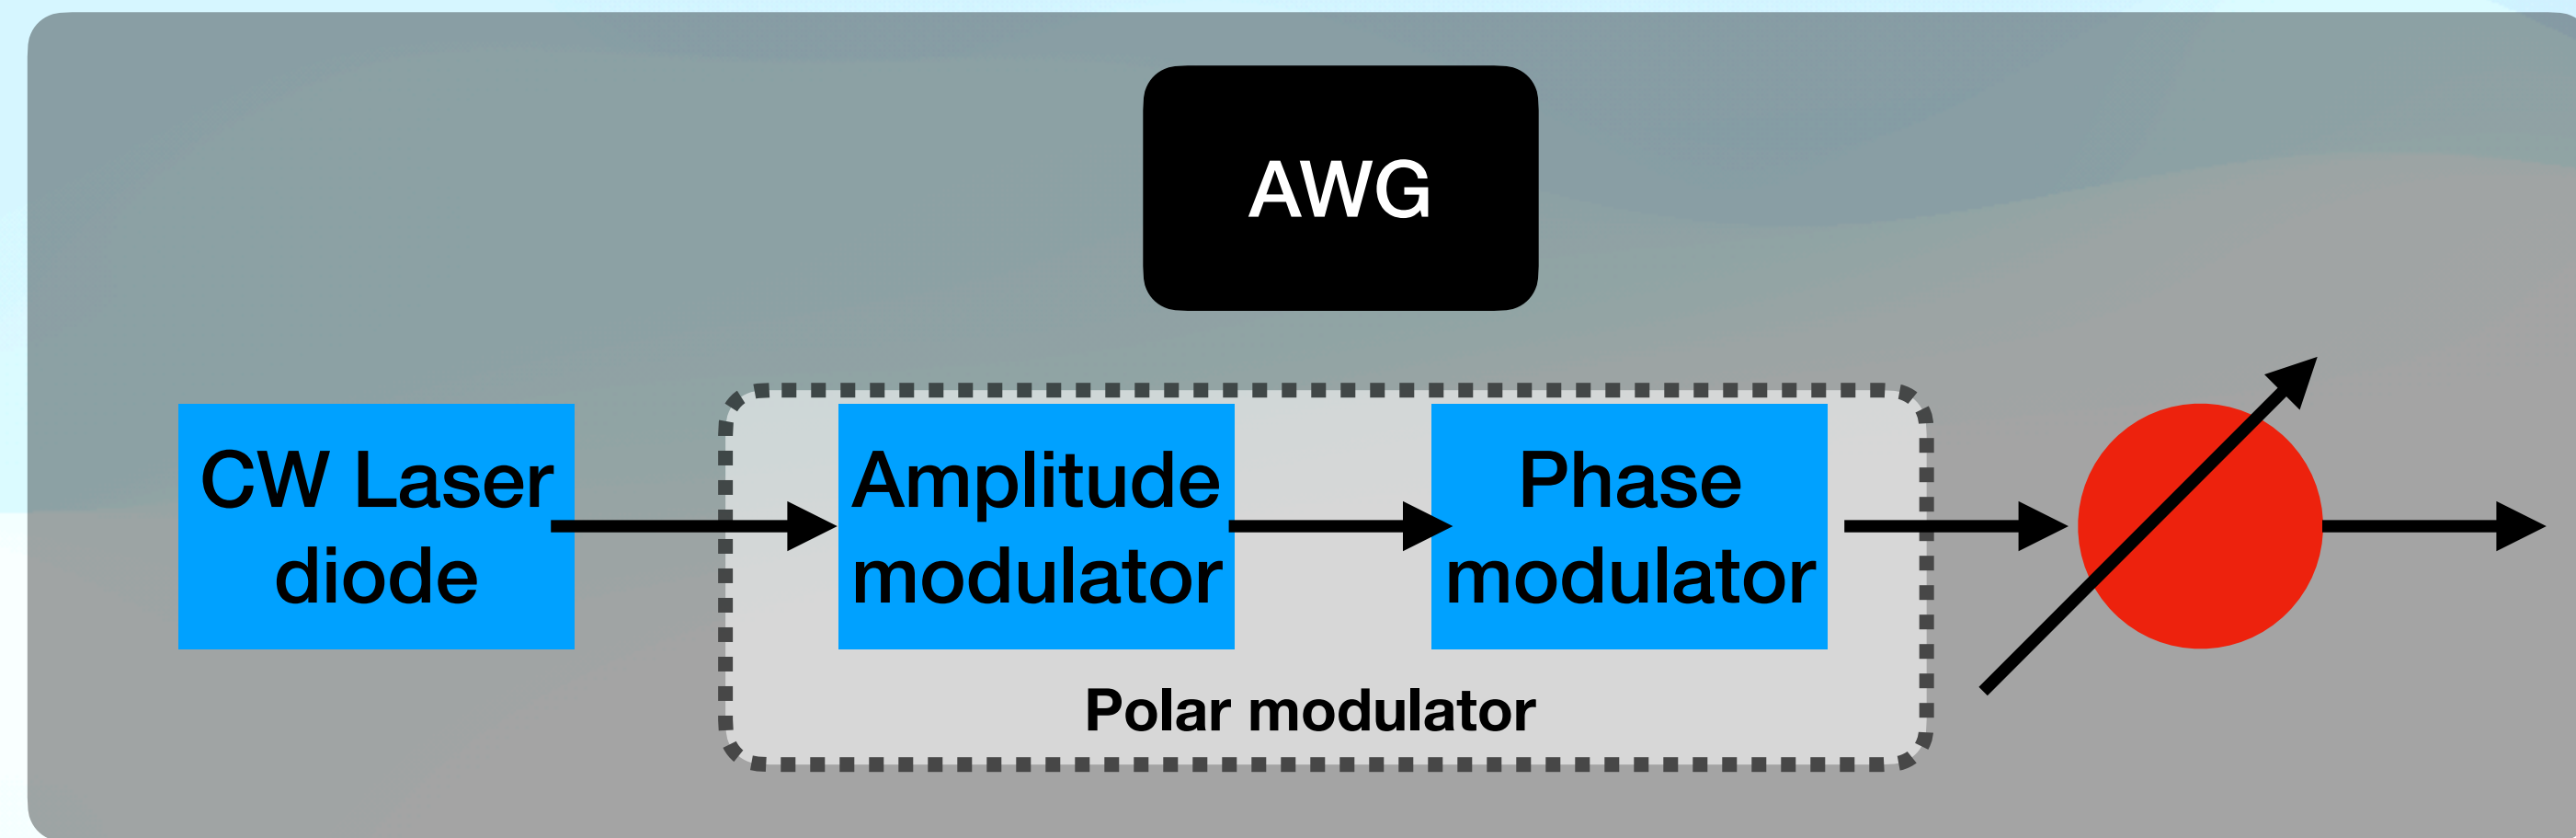 AWG
CW Laser
diode
Amplitude
modulator
Phase
modulator
Polar modulator